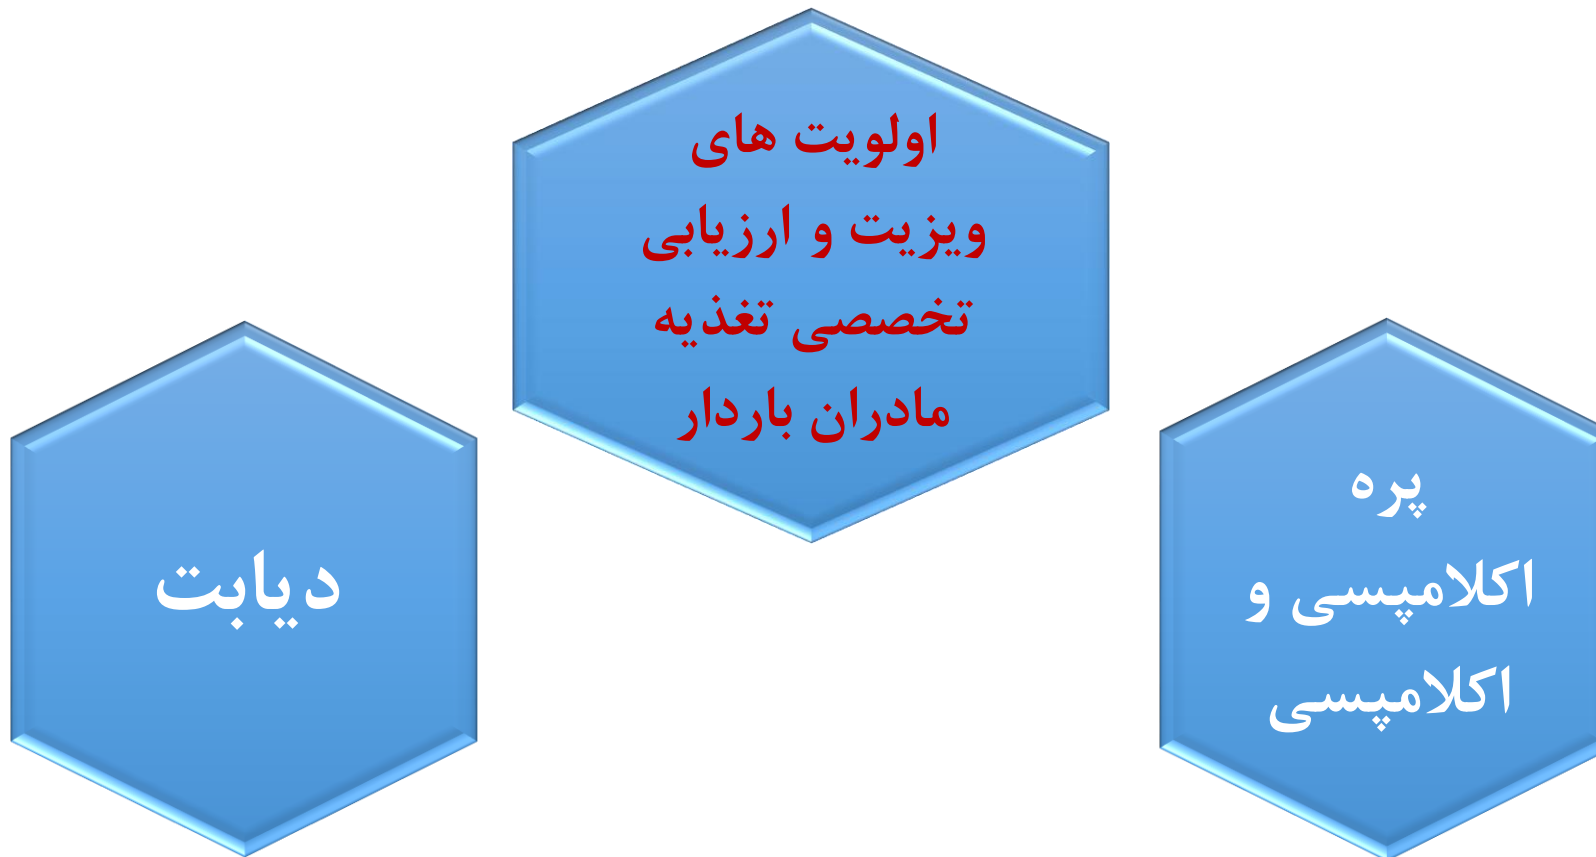 اولویت های
ویزیت و ارزیابی
تخصصی تغذیه
مادران باردار
پره
اکلامپسی و
اکلامپسی
دیابت